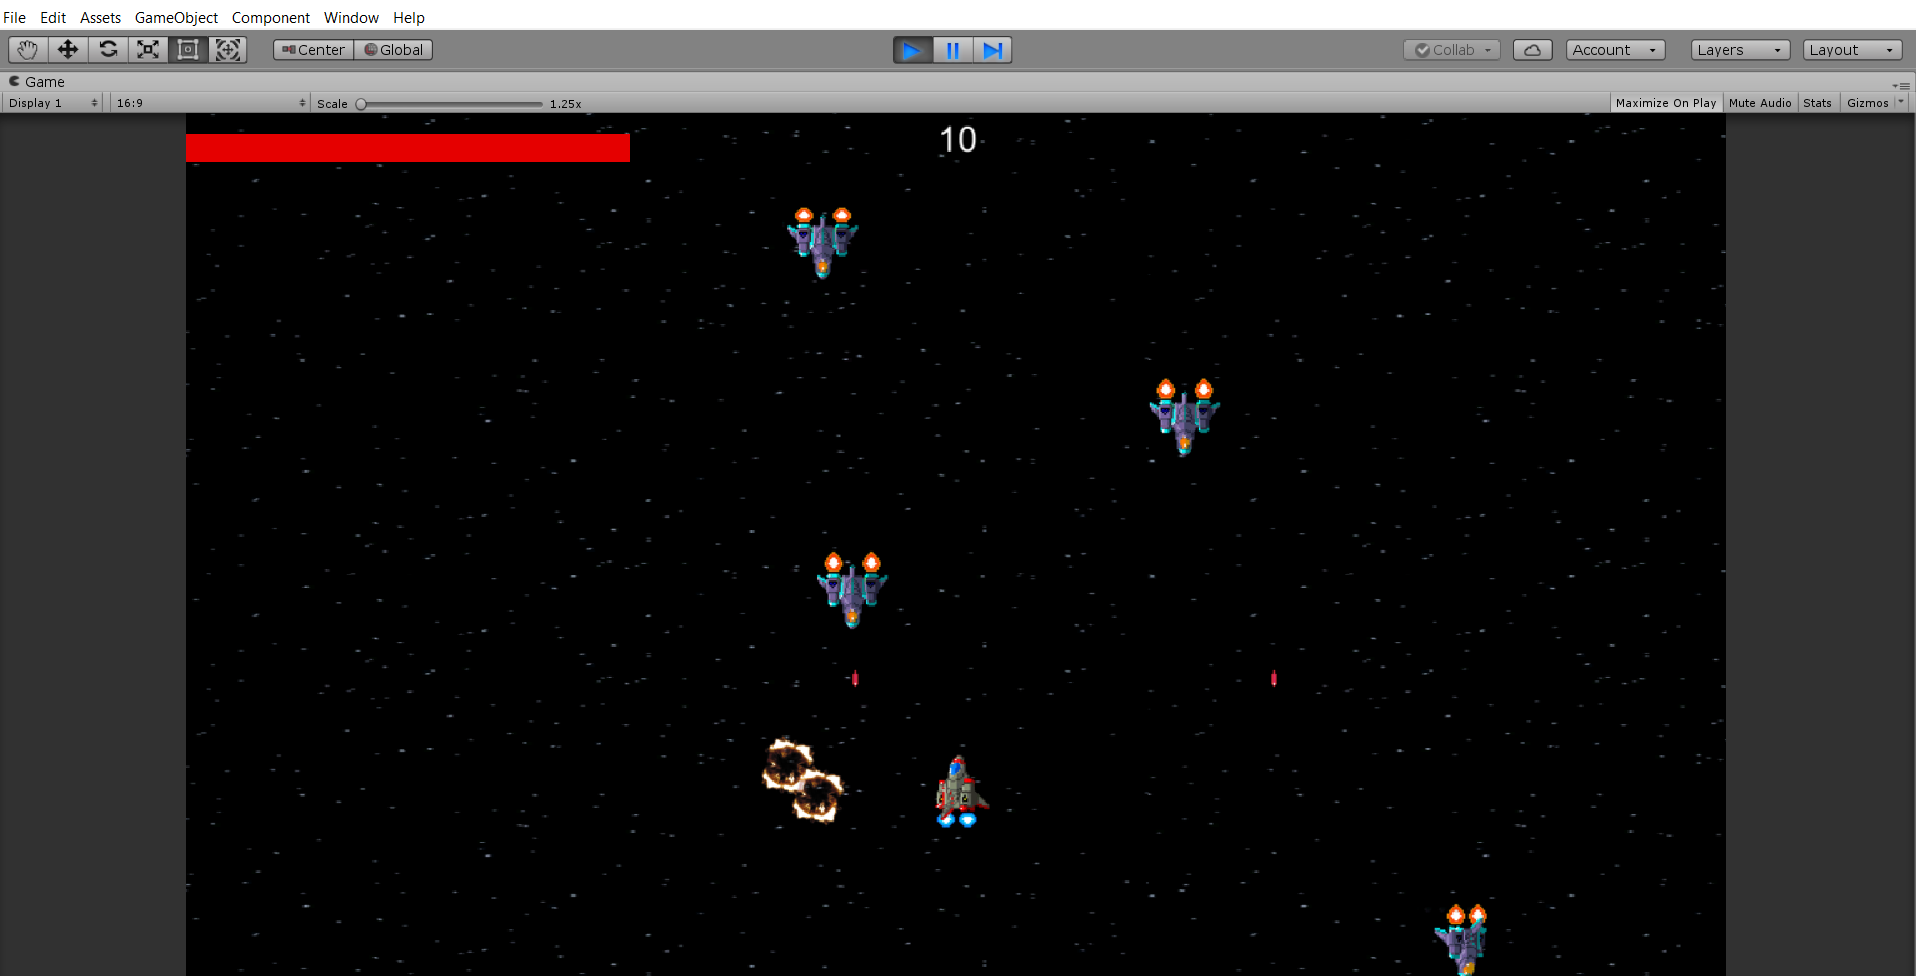 File Edit Assets GameObject Component Window Help
Center Global Collab Account Layers Layout
Game
Display 1 16:9 Scale 1.25x Maximize On Play Mute Audio Stats Gizmos
10